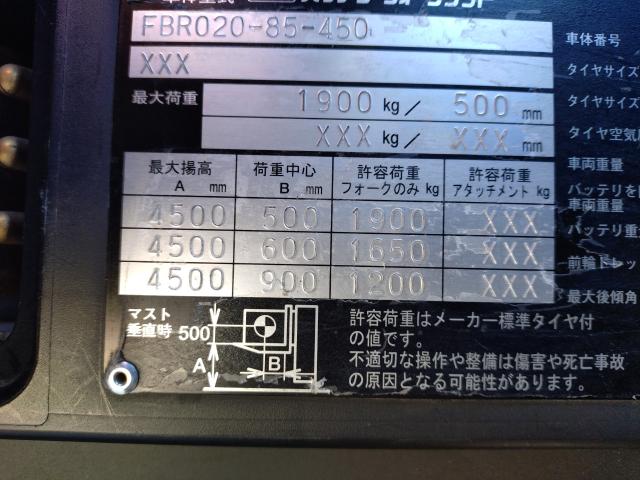 FBRO20-85-450
車体番号
XXX
タイヤサイズ
最大荷重 1900 kg／ 500 mm
タイヤサイズ
XXX kg／ XXX mm
タイヤ空気
車両重量
最大揚高 A mm 荷重中心 B mm 許容荷重 フォークのみ kg 許容荷重 アタッチメント kg
バッテリを
車両重量
4500 500 1900 XXX
バッテリ重
4500 600 1650 XXX
前輪トレッ
4500 900 1200 XXX
最大後傾角
マスト
垂直時 500
A
B
許容荷重はメーカー標準タイヤ付
の値です。
不適切な操作や整備は傷害や死亡事故
の原因となる可能性があります。